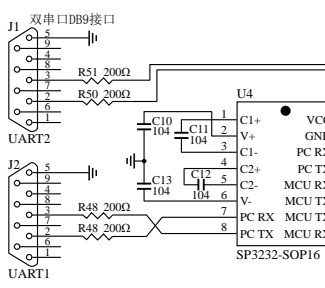 双串口DB9接口
J1
5
9
4
8
3
7
2
6
1
UART2
R51 200Ω
R50 200Ω
J2
5
9
4
8
3
7
2
6
1
UART1
R48 200Ω
R48 200Ω
C10
104
C11
104
C12
104
C13
104
U4
1 C1+ VCC
2 V+ GND
3 C1- PC RX
4 C2+ PC TX
5 C2- MCU RX
6 V- MCU TX
7 PC RX MCU TX
8 PC TX MCU RX
SP3232-SOP16